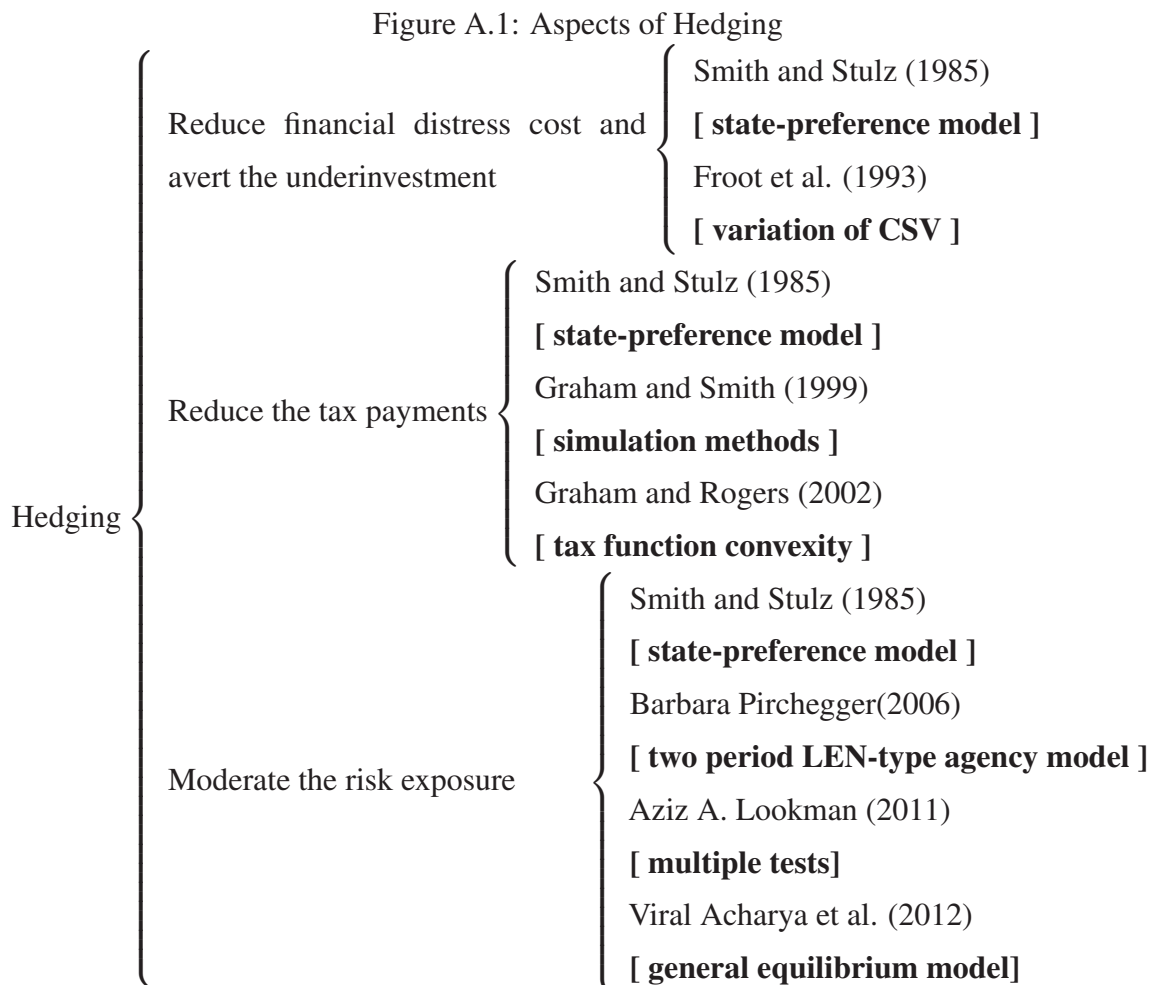 Figure A.1: Aspects of Hedging
Hedging
Reduce financial distress cost and
avert the underinvestment
Smith and Stulz (1985)
[ state-preference model ]
Froot et al. (1993)
[ variation of CSV ]
Reduce the tax payments
Smith and Stulz (1985)
[ state-preference model ]
Graham and Smith (1999)
[ simulation methods ]
Graham and Rogers (2002)
[ tax function convexity ]
Moderate the risk exposure
Smith and Stulz (1985)
[ state-preference model ]
Barbara Pirchegger(2006)
[ two period LEN-type agency model ]
Aziz A. Lookman (2011)
[ multiple tests]
Viral Acharya et al. (2012)
[ general equilibrium model]